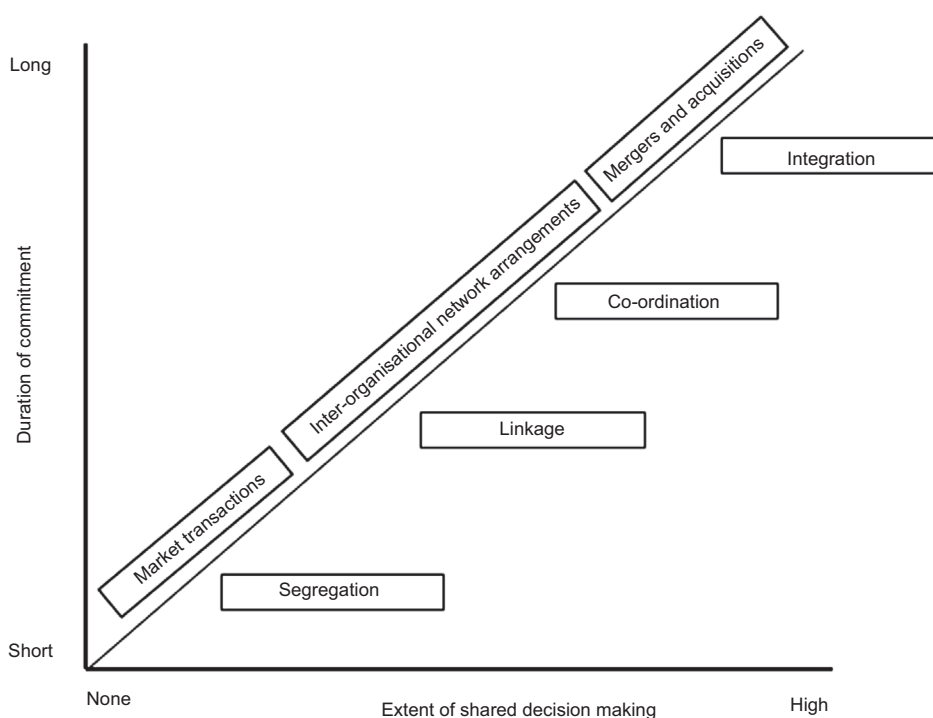 Long
Mergers and acquisitions
Integration
Inter-organisational network arrangements
Co-ordination
Duration of commitment
Linkage
Market transactions
Segregation
Short
None
Extent of shared decision making
High